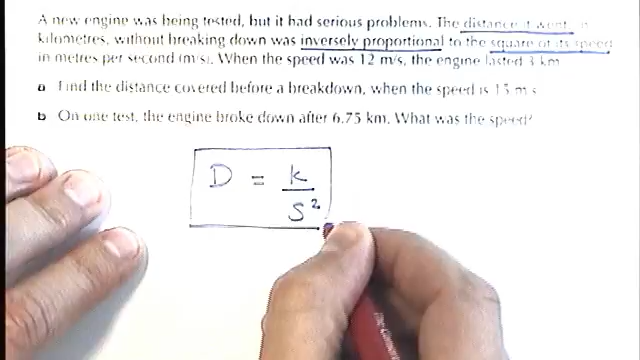 A new engine was being tested, but it had serious problems. The distance it went, in
kilometres, without breaking down was inversely proportional to the square of its speed
in metres per second (m/s). When the speed was 12 m/s, the engine lasted 3 km
a Find the distance covered before a breakdown, when the speed is 15 m/s
b On one test, the engine broke down after 6.75 km. What was the speed?
D = k
S²